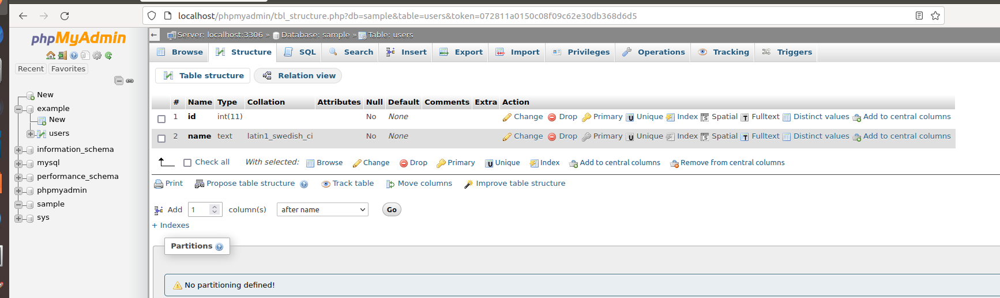 localhost/phpmyadmin/tbl_structure.php?db=sample&table=users&token=072811a0150c08f09c62e30db368d6d5
phpMyAdmin
Recent Favorites
New
example
New
users
information_schema
mysql
performance_schema
phpmyadmin
sample
sys
Server: localhost:3306 » Database: sample » Table: users
Browse Structure SQL Search Insert Export Import Privileges Operations Tracking Triggers
Table structure Relation view
# Name Type Collation Attributes Null Default Comments Extra Action
1 id int(11) No None Change Drop Primary Unique Index Spatial Fulltext Distinct values Add to central columns
2 name text latin1_swedish_ci No None Change Drop Primary Unique Index Spatial Fulltext Distinct values Add to central columns
Check all With selected: Browse Change Drop Primary Unique Index Add to central columns Remove from central columns
Print Propose table structure Track table Move columns Improve table structure
Add 1 column(s) after name Go
+ Indexes
Partitions
No partitioning defined!